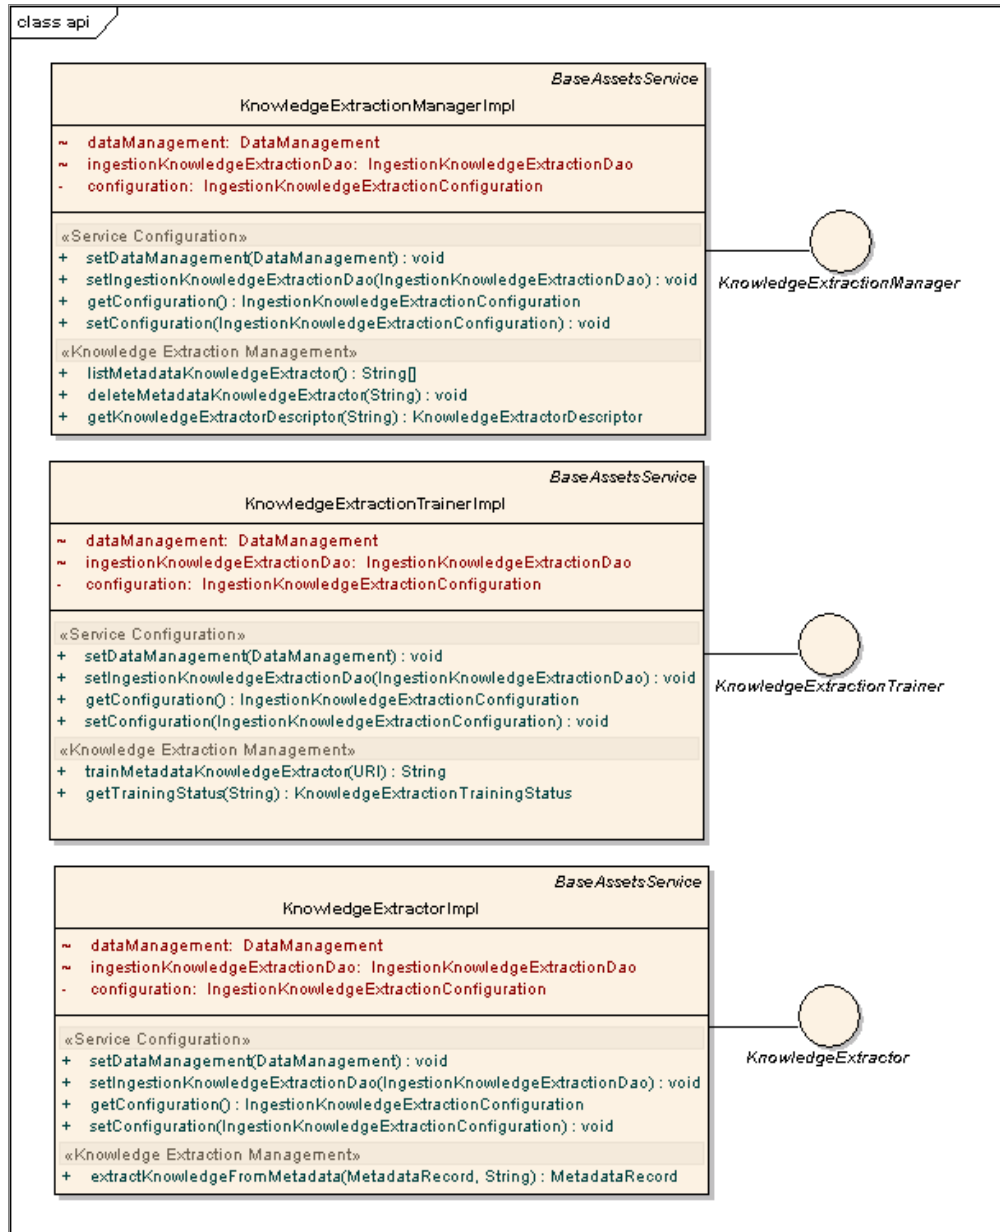 class api
BaseAssetsService
KnowledgeExtractionManagerImpl
~ dataManagement: DataManagement
~ ingestionKnowledgeExtractionDao: IngestionKnowledgeExtractionDao
- configuration: IngestionKnowledgeExtractionConfiguration
«Service Configuration»
+ setDataManagement(DataManagement) : void
+ setIngestionKnowledgeExtractionDao(IngestionKnowledgeExtractionDao) : void
+ getConfiguration() : IngestionKnowledgeExtractionConfiguration
+ setConfiguration(IngestionKnowledgeExtractionConfiguration) : void
«Knowledge Extraction Management»
+ listMetadataKnowledgeExtractor() : String[]
+ deleteMetadataKnowledgeExtractor(String) : void
+ getKnowledgeExtractorDescriptor(String) : KnowledgeExtractorDescriptor
KnowledgeExtractionManager
BaseAssetsService
KnowledgeExtractionTrainerImpl
~ dataManagement: DataManagement
~ ingestionKnowledgeExtractionDao: IngestionKnowledgeExtractionDao
- configuration: IngestionKnowledgeExtractionConfiguration
«Service Configuration»
+ setDataManagement(DataManagement) : void
+ setIngestionKnowledgeExtractionDao(IngestionKnowledgeExtractionDao) : void
+ getConfiguration() : IngestionKnowledgeExtractionConfiguration
+ setConfiguration(IngestionKnowledgeExtractionConfiguration) : void
«Knowledge Extraction Management»
+ trainMetadataKnowledgeExtractor(URI) : String
+ getTrainingStatus(String) : KnowledgeExtractionTrainingStatus
KnowledgeExtractionTrainer
BaseAssetsService
KnowledgeExtractorImpl
~ dataManagement: DataManagement
~ ingestionKnowledgeExtractionDao: IngestionKnowledgeExtractionDao
- configuration: IngestionKnowledgeExtractionConfiguration
«Service Configuration»
+ setDataManagement(DataManagement) : void
+ setIngestionKnowledgeExtractionDao(IngestionKnowledgeExtractionDao) : void
+ getConfiguration() : IngestionKnowledgeExtractionConfiguration
+ setConfiguration(IngestionKnowledgeExtractionConfiguration) : void
«Knowledge Extraction Management»
+ extractKnowledgeFromMetadata(MetadataRecord, String) : MetadataRecord
KnowledgeExtractor